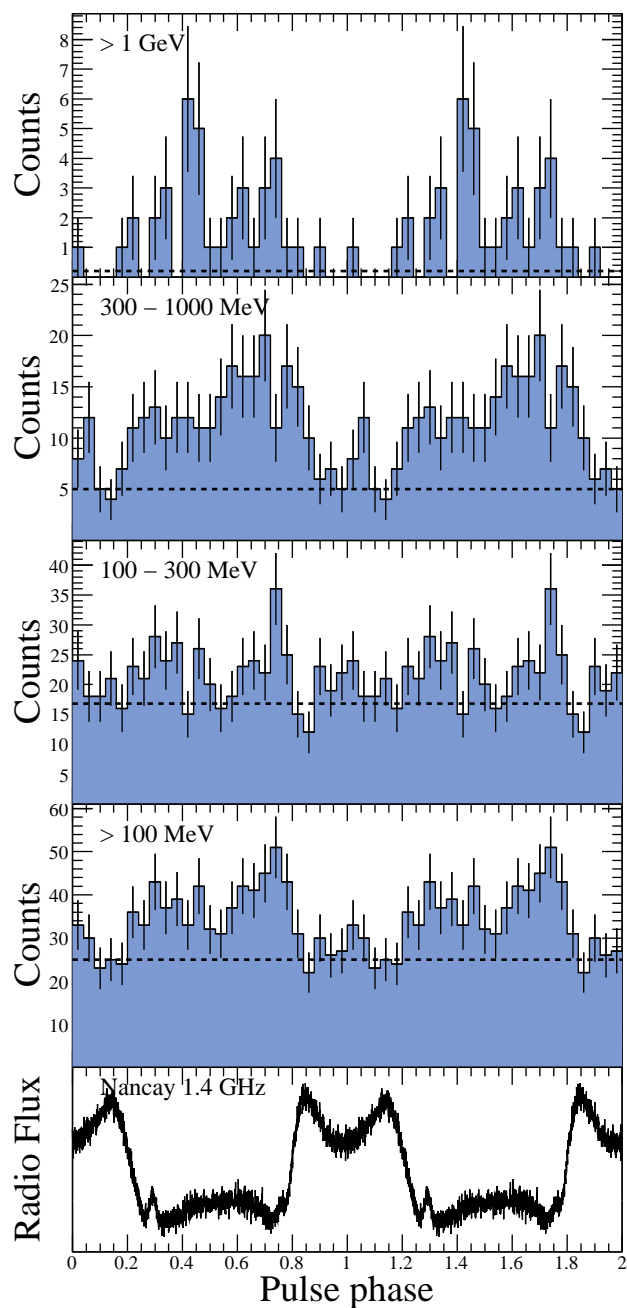 > 1 GeV
Counts
8
7
6
5
4
3
2
1
300 – 1000 MeV
Counts
25
20
15
10
5
100 – 300 MeV
Counts
40
35
30
25
20
15
10
5
> 100 MeV
Counts
60
50
40
30
20
10
Nancay 1.4 GHz
Radio Flux
0 0.2 0.4 0.6 0.8 1 1.2 1.4 1.6 1.8 2
Pulse phase